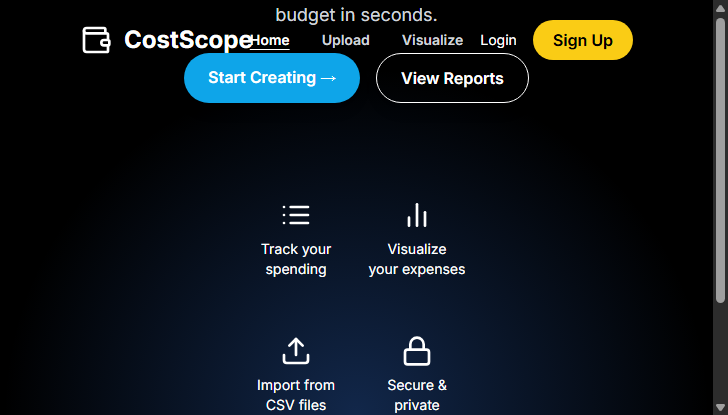 budget in seconds.
CostScope Home Upload Visualize Login Sign Up
Start Creating → View Reports
Track your spending
Visualize your expenses
Import from CSV files
Secure & private